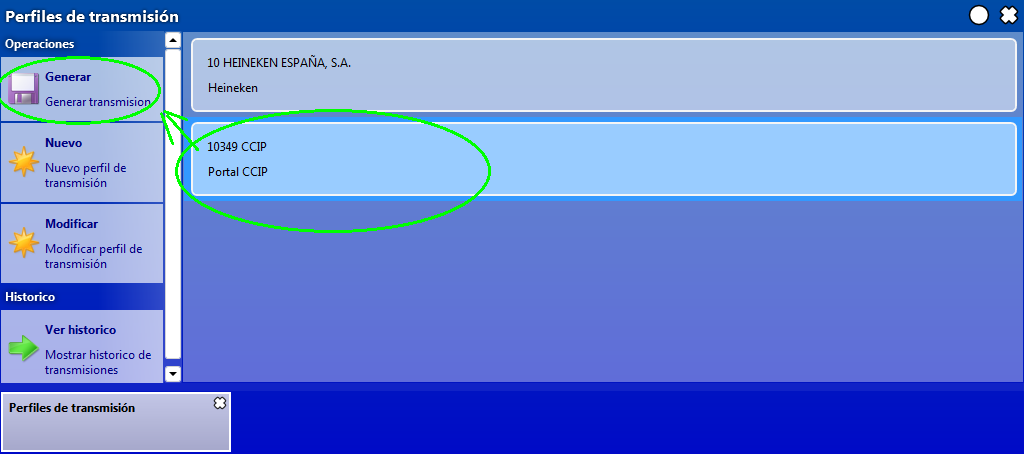 Perfiles de transmisión
Operaciones
Generar
Generar transmision
Nuevo
Nuevo perfil de
transmisión
Modificar
Modificar perfil de
transmisión
Historico
Ver historico
Mostrar historico de
transmisiones
10 HEINEKEN ESPAÑA, S.A.
Heineken
10349 CCIP
Portal CCIP
Perfiles de transmisión